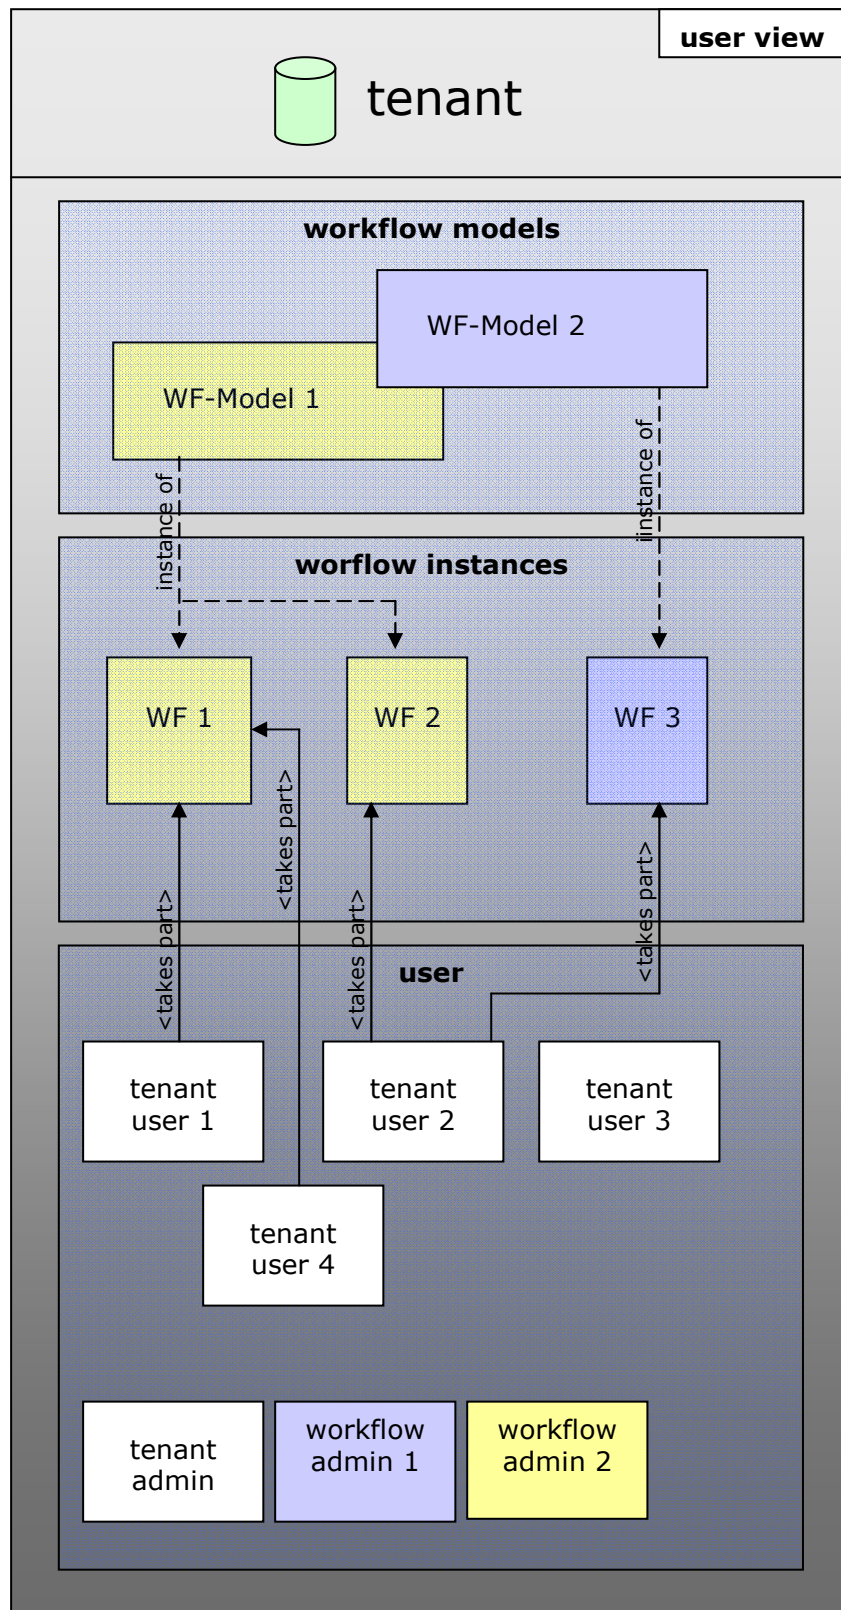 user view
tenant
workflow models
WF-Model 2
WF-Model 1
instance of
iinstance of
worflow instances
WF 1
WF 2
WF 3
<takes part>
<takes part>
<takes part>
<takes part>
user
tenant
user 1
tenant
user 2
tenant
user 3
tenant
user 4
tenant
admin
workflow
admin 1
workflow
admin 2